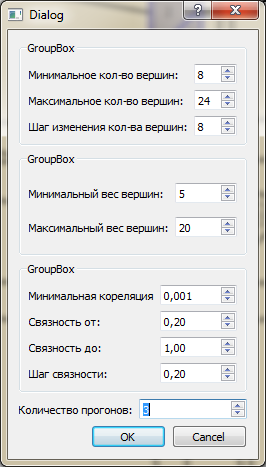 Dialog
GroupBox
Минимальное кол-во вершин: 8
Максимальное кол-во вершин: 24
Шаг изменения кол-ва вершин: 8
GroupBox
Минимальный вес вершин: 5
Максимальный вес вершин: 20
GroupBox
Минимальная кореляция 0,001
Связность от: 0,20
Связность до: 1,00
Шаг связности: 0,20
Количество прогонов: 3
OK Cancel